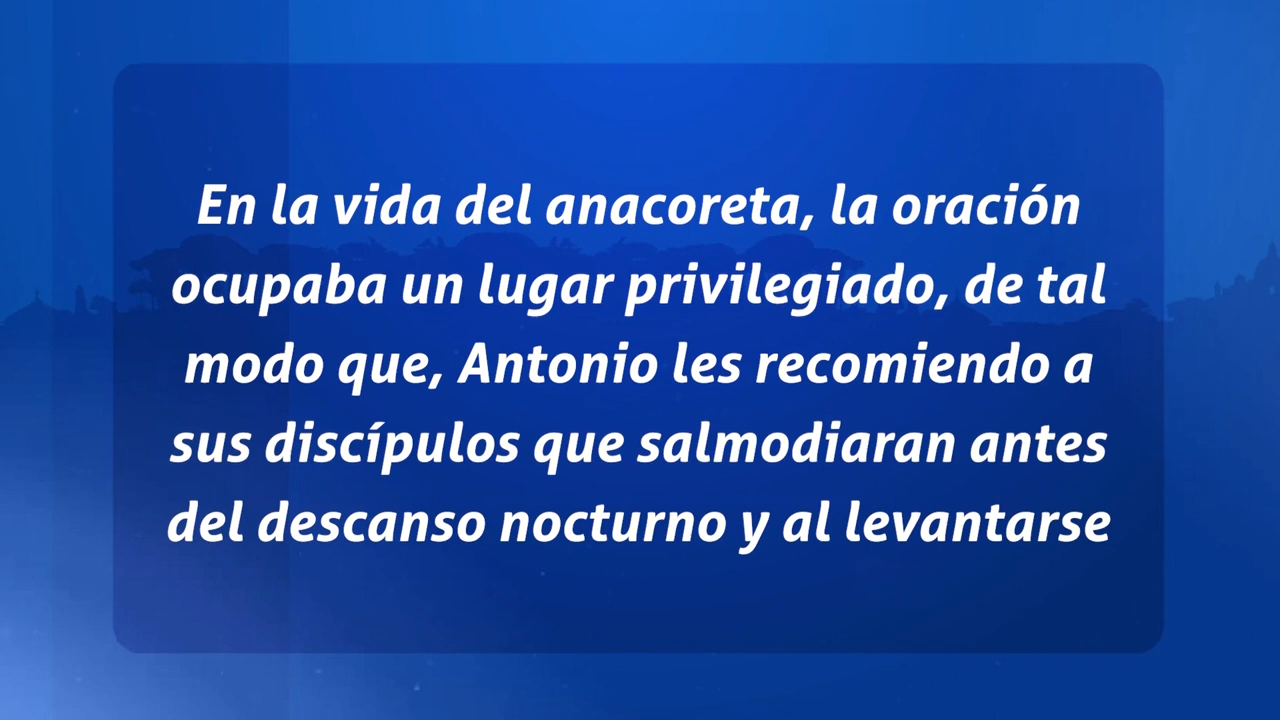 En la vida del anacoreta, la oración
ocupaba un lugar privilegiado, de tal
modo que, Antonio les recomiendo a
sus discípulos que salmodiaran antes
del descanso nocturno y al levantarse